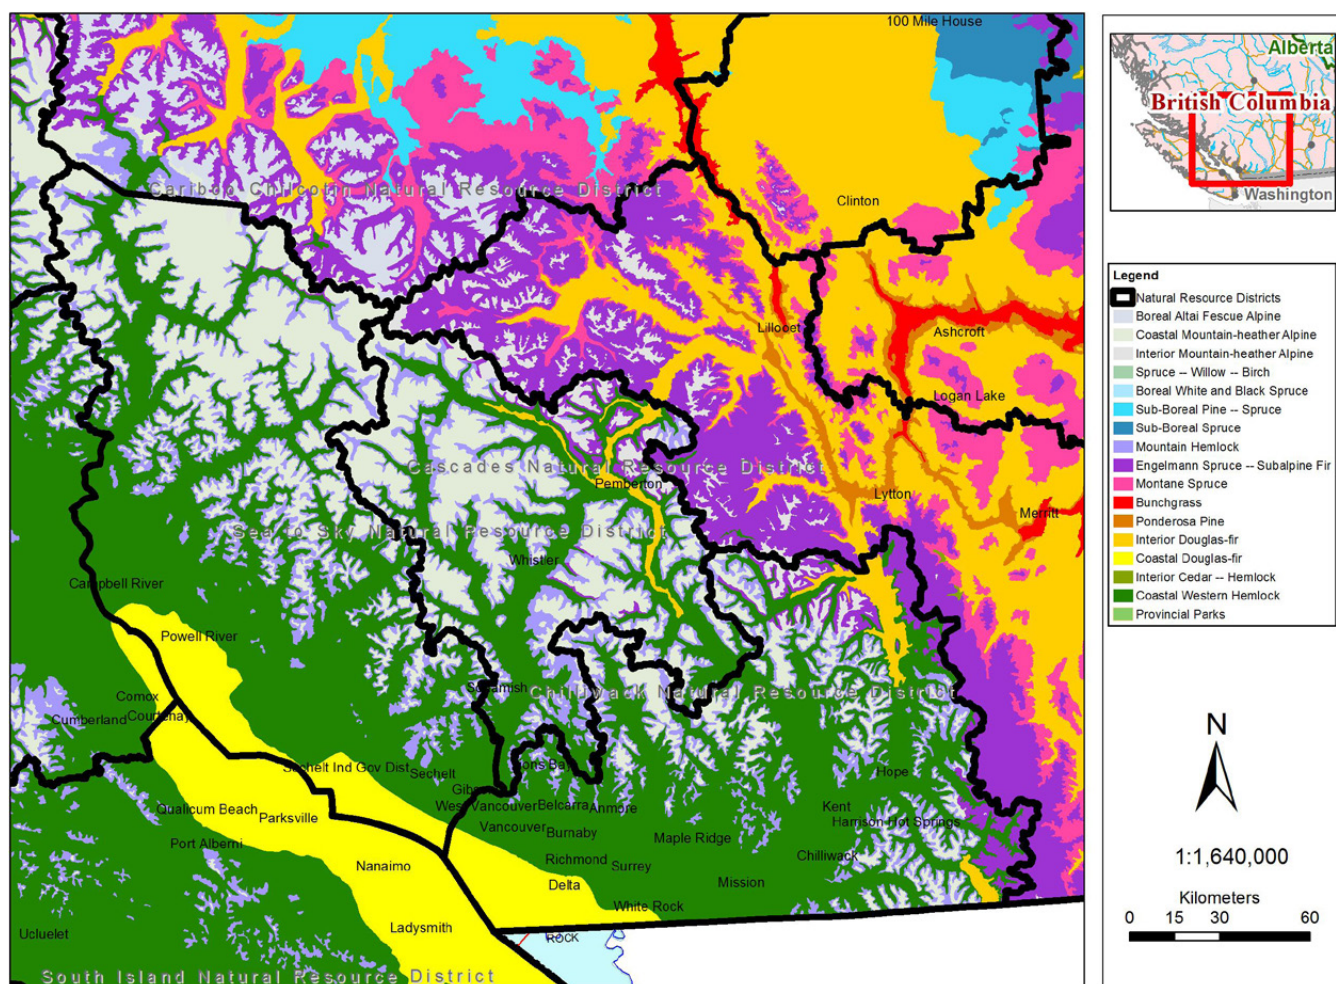 100 Mile House
Cariboo Chilcotin Natural Resource District
Clinton
Lillooet
Ashcroft
Logan Lake
Cascades Natural Resource District
Pemberton
Lytton
Merritt
Sea to Sky Natural Resource District
Whistler
Campbell River
Powell River
Squamish
Chilliwack Natural Resource District
Comox
Cumberland
Courtenay
Sechelt Ind Gov Dist
Sechelt
Lions Bay
Hope
Gibsons
West Vancouver
Belcarra
Anmore
Kent
Harrison Hot Springs
Qualicum Beach
Parksville
Vancouver
Burnaby
Maple Ridge
Port Alberni
Nanaimo
Richmond
Surrey
Chilliwack
Delta
Mission
White Rock
Ladysmith
Ucluelet
ROCK
South Island Natural Resource District
Alberta
British Columbia
Washington
Legend
Natural Resource Districts
Boreal Altai Fescue Alpine
Coastal Mountain-heather Alpine
Interior Mountain-heather Alpine
Spruce -- Willow -- Birch
Boreal White and Black Spruce
Sub-Boreal Pine -- Spruce
Sub-Boreal Spruce
Mountain Hemlock
Engelmann Spruce -- Subalpine Fir
Montane Spruce
Bunchgrass
Ponderosa Pine
Interior Douglas-fir
Coastal Douglas-fir
Interior Cedar -- Hemlock
Coastal Western Hemlock
Provincial Parks
N
1:1,640,000
Kilometers
0 15 30 60